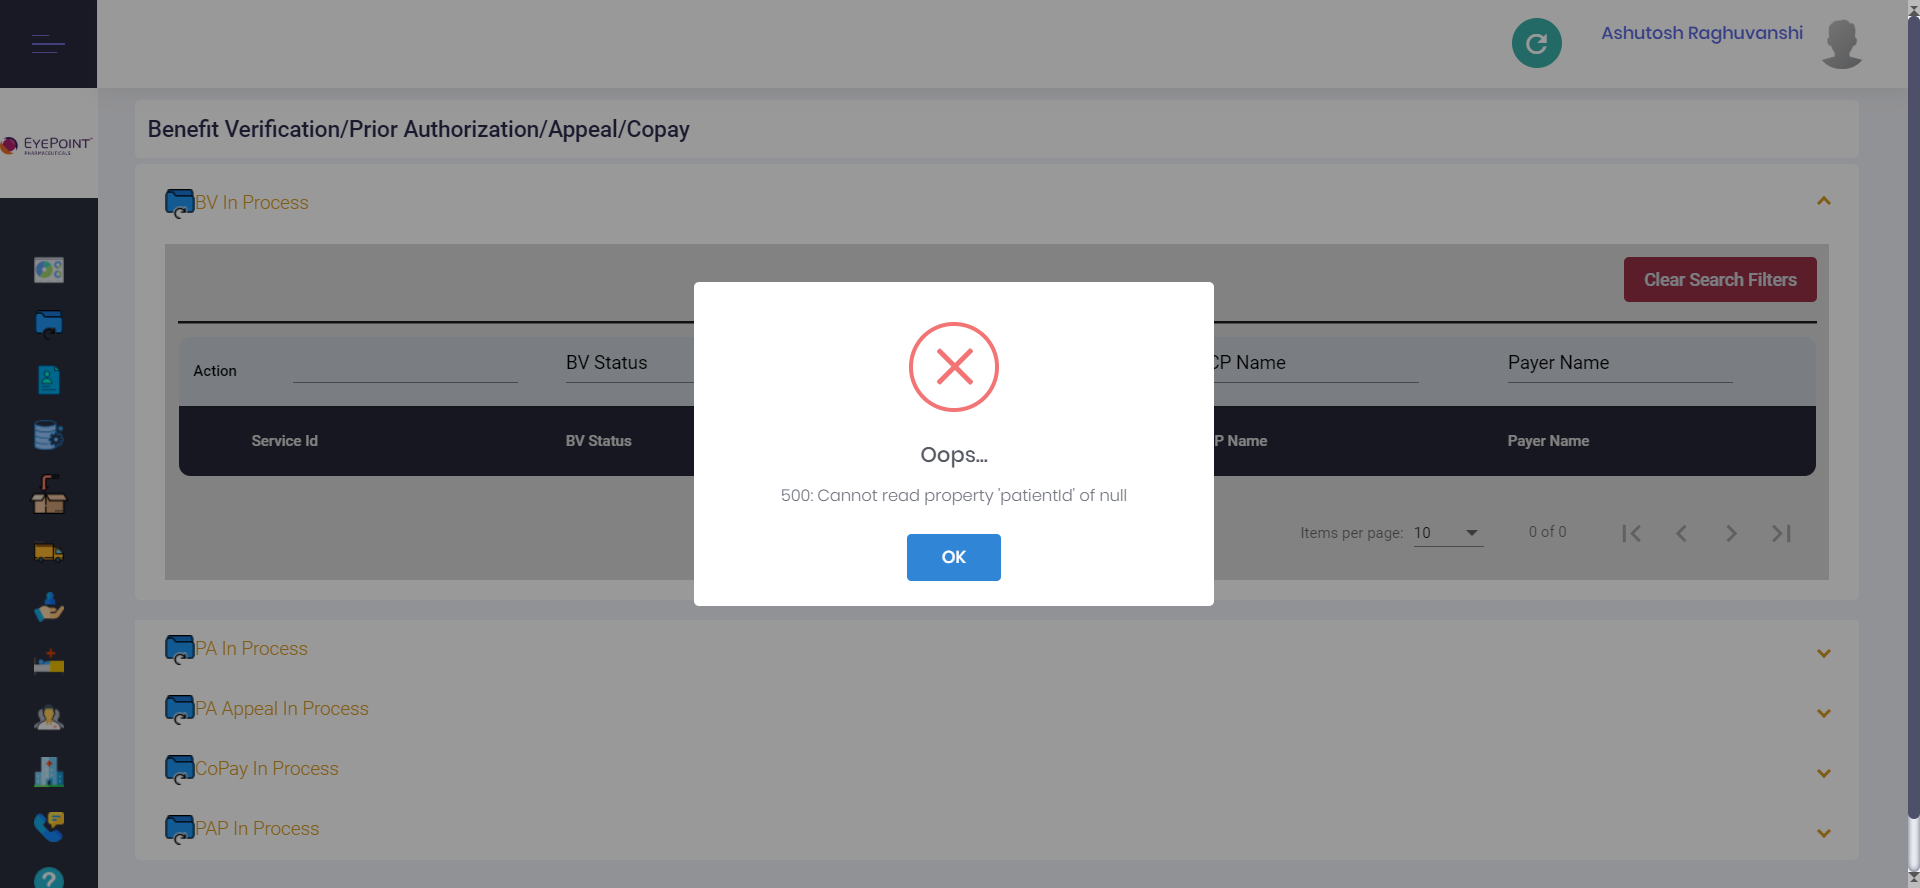 Ashutosh Raghuvanshi
EYEPOINT
PHARMACEUTICALS
Benefit Verification/Prior Authorization/Appeal/Copay
BV In Process
Clear Search Filters
Action
BV Status
CP Name
Payer Name
Service Id
BV Status
P Name
Payer Name
Oops...
500: Cannot read property 'patientId' of null
OK
Items per page: 10
0 of 0
PA In Process
PA Appeal In Process
CoPay In Process
PAP In Process
?